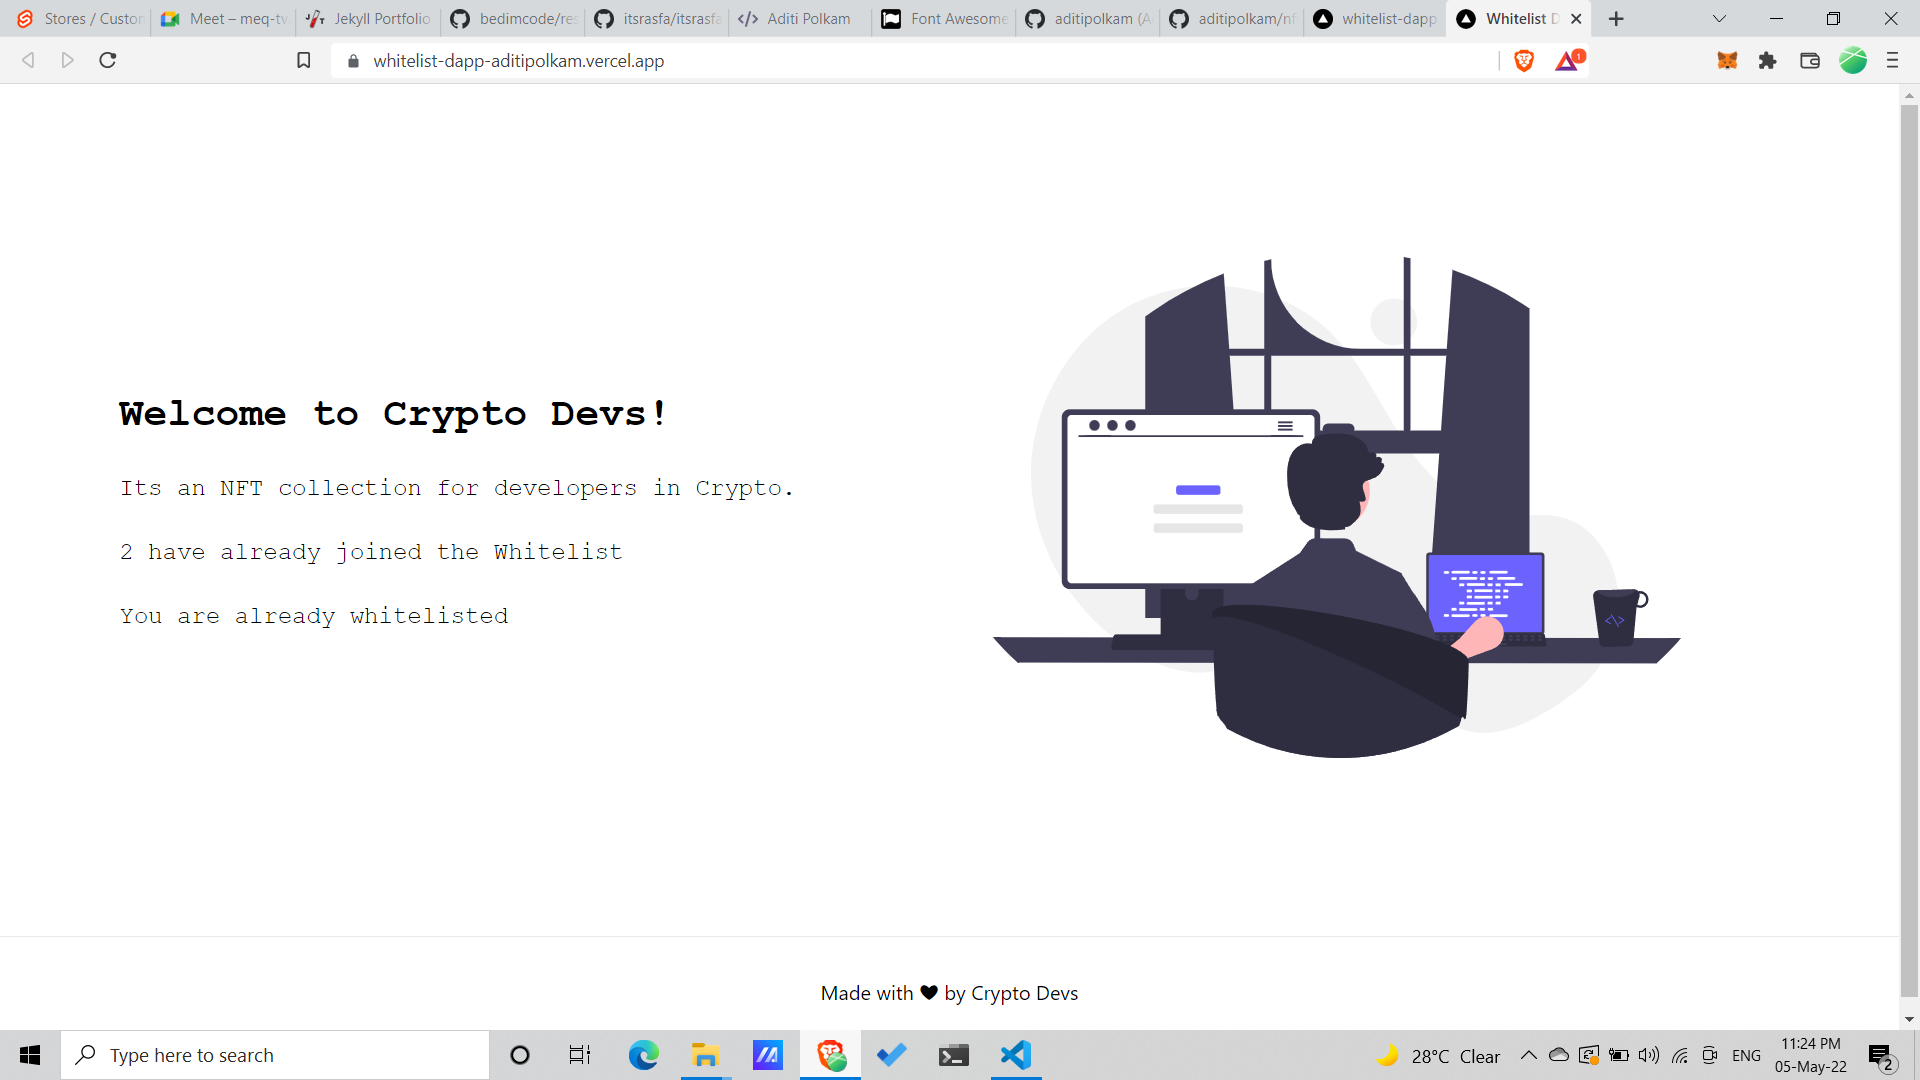 Stores / Custon
Meet – meq-tv
Jekyll Portfolio
bedimcode/res
itsrasfa/itsrasfa
Aditi Polkam
Font Awesome
aditipolkam (A
aditipolkam/nf
whitelist-dapp
Whitelist D
whitelist-dapp-aditipolkam.vercel.app
1
Welcome to Crypto Devs!
Its an NFT collection for developers in Crypto.
2 have already joined the Whitelist
You are already whitelisted
<\>
Made with ♥ by Crypto Devs
Type here to search
28°C Clear
ENG
11:24 PM
05-May-22
2